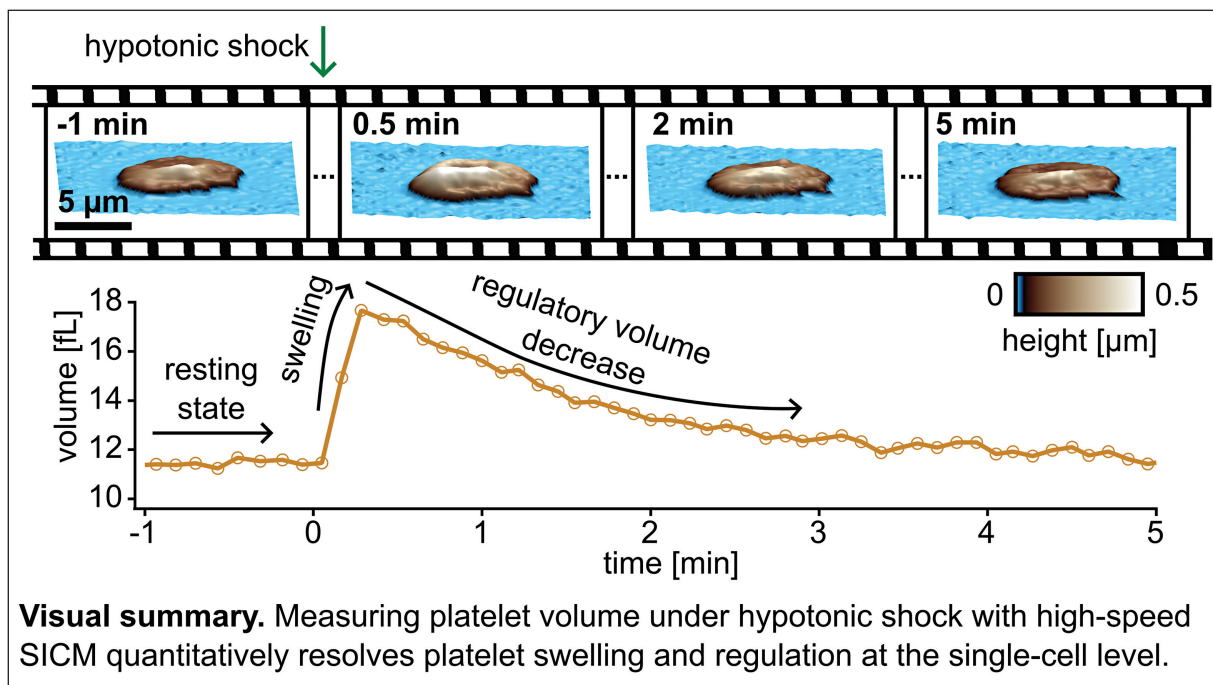 hypotonic shock
-1 min
0.5 min
2 min
5 min
...
...
...
5 µm
0
0.5
height [µm]
swelling
regulatory volume
decrease
resting
state
volume [fL]
18
16
14
12
10
-1
0
1
2
3
4
5
time [min]
Visual summary. Measuring platelet volume under hypotonic shock with high-speed
SICM quantitatively resolves platelet swelling and regulation at the single-cell level.